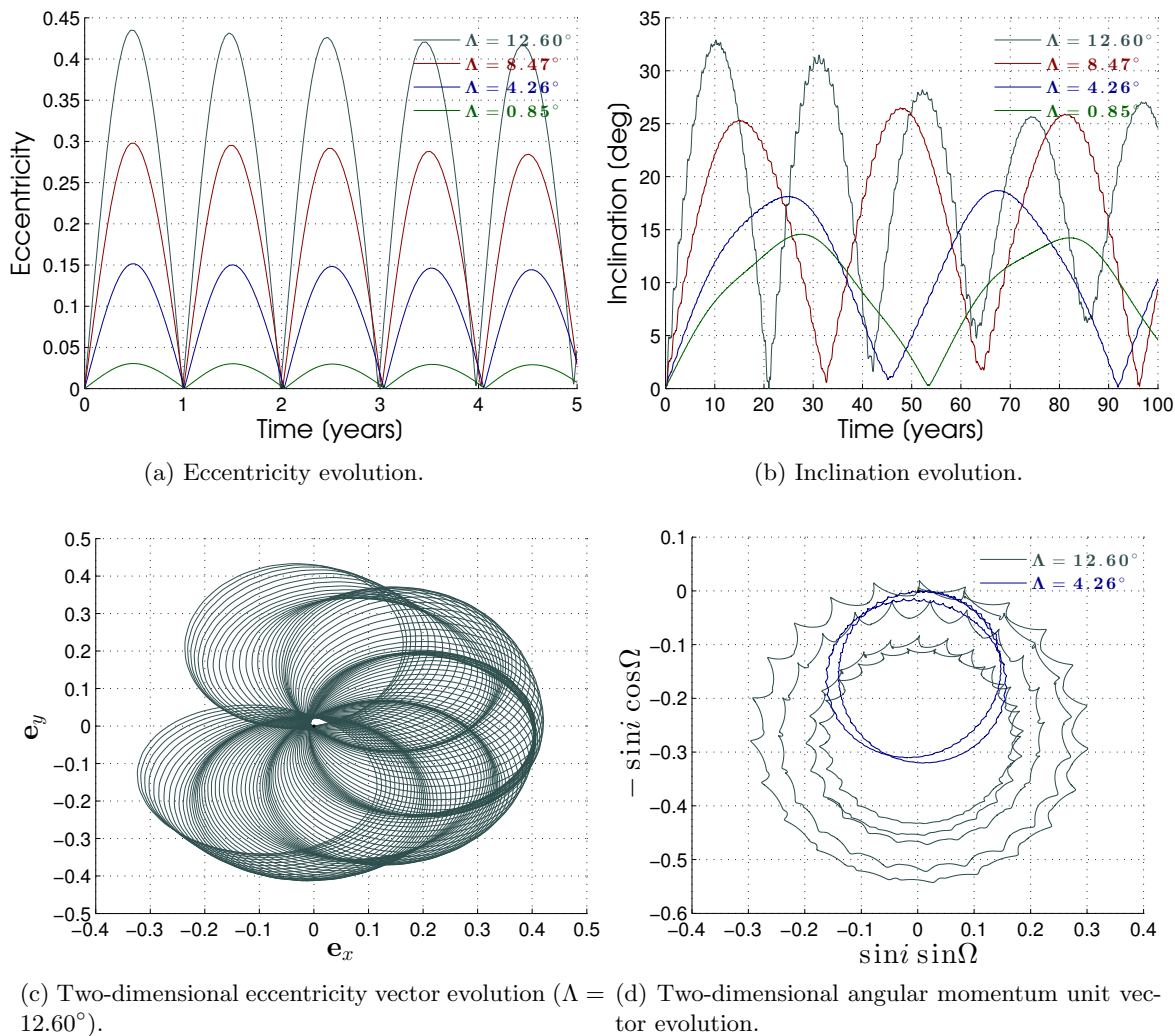 0.45
0.4
0.35
0.3
0.25
0.2
0.15
0.1
0.05
0
Eccentricity
0 1 2 3 4 5
Time (years)
Λ = 12.60°
Λ = 8.47°
Λ = 4.26°
Λ = 0.85°
(a) Eccentricity evolution.
35
30
25
20
15
10
5
0
Inclination (deg)
0 10 20 30 40 50 60 70 80 90 100
Time (years)
Λ = 12.60°
Λ = 8.47°
Λ = 4.26°
Λ = 0.85°
(b) Inclination evolution.
0.5
0.4
0.3
0.2
0.1
0
−0.1
−0.2
−0.3
−0.4
−0.5
e_y
−0.4 −0.3 −0.2 −0.1 0 0.1 0.2 0.3 0.4 0.5
e_x
(c) Two-dimensional eccentricity vector evolution (Λ =
12.60°).
0.1
0
−0.1
−0.2
−0.3
−0.4
−0.5
−0.6
− sin i cosΩ
−0.4 −0.3 −0.2 −0.1 0 0.1 0.2 0.3 0.4
sin i sinΩ
Λ = 12.60°
Λ = 4.26°
(d) Two-dimensional angular momentum unit vec-
tor evolution.